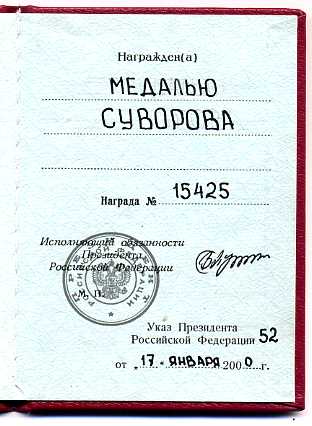 Награжден(а)
МЕДАЛЬЮ
СУВОРОВА
Награда № 15425
Исполняющий обязанности
Президента
Российской Федерации
М. П.
Указ Президента
Российской Федерации 52
от „17" ЯНВАРЯ 2000 г.